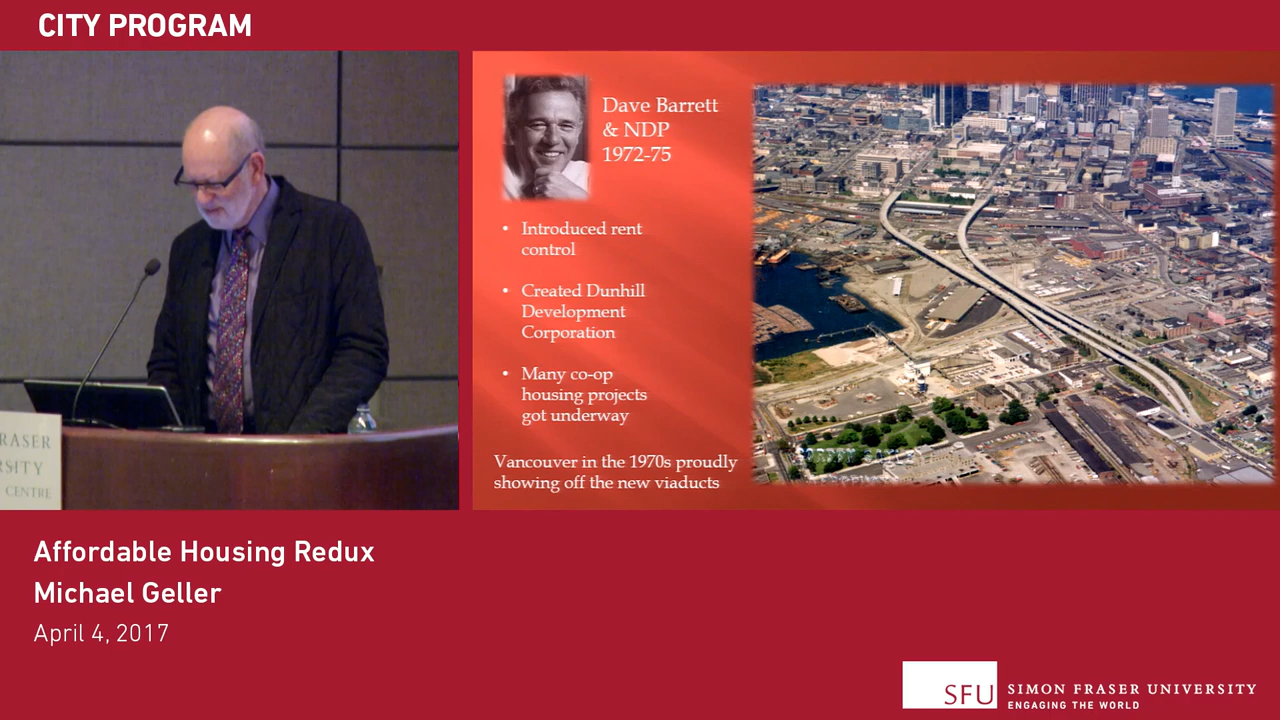 CITY PROGRAM
Dave Barrett
& NDP
1972-75
• Introduced rent
control
• Created Dunhill
Development
Corporation
• Many co-op
housing projects
got underway
Vancouver in the 1970s proudly
showing off the new viaducts
RASER
RSITY
CENTRE
Affordable Housing Redux
Michael Geller
April 4, 2017
SFU
SIMON FRASER UNIVERSITY
ENGAGING THE WORLD